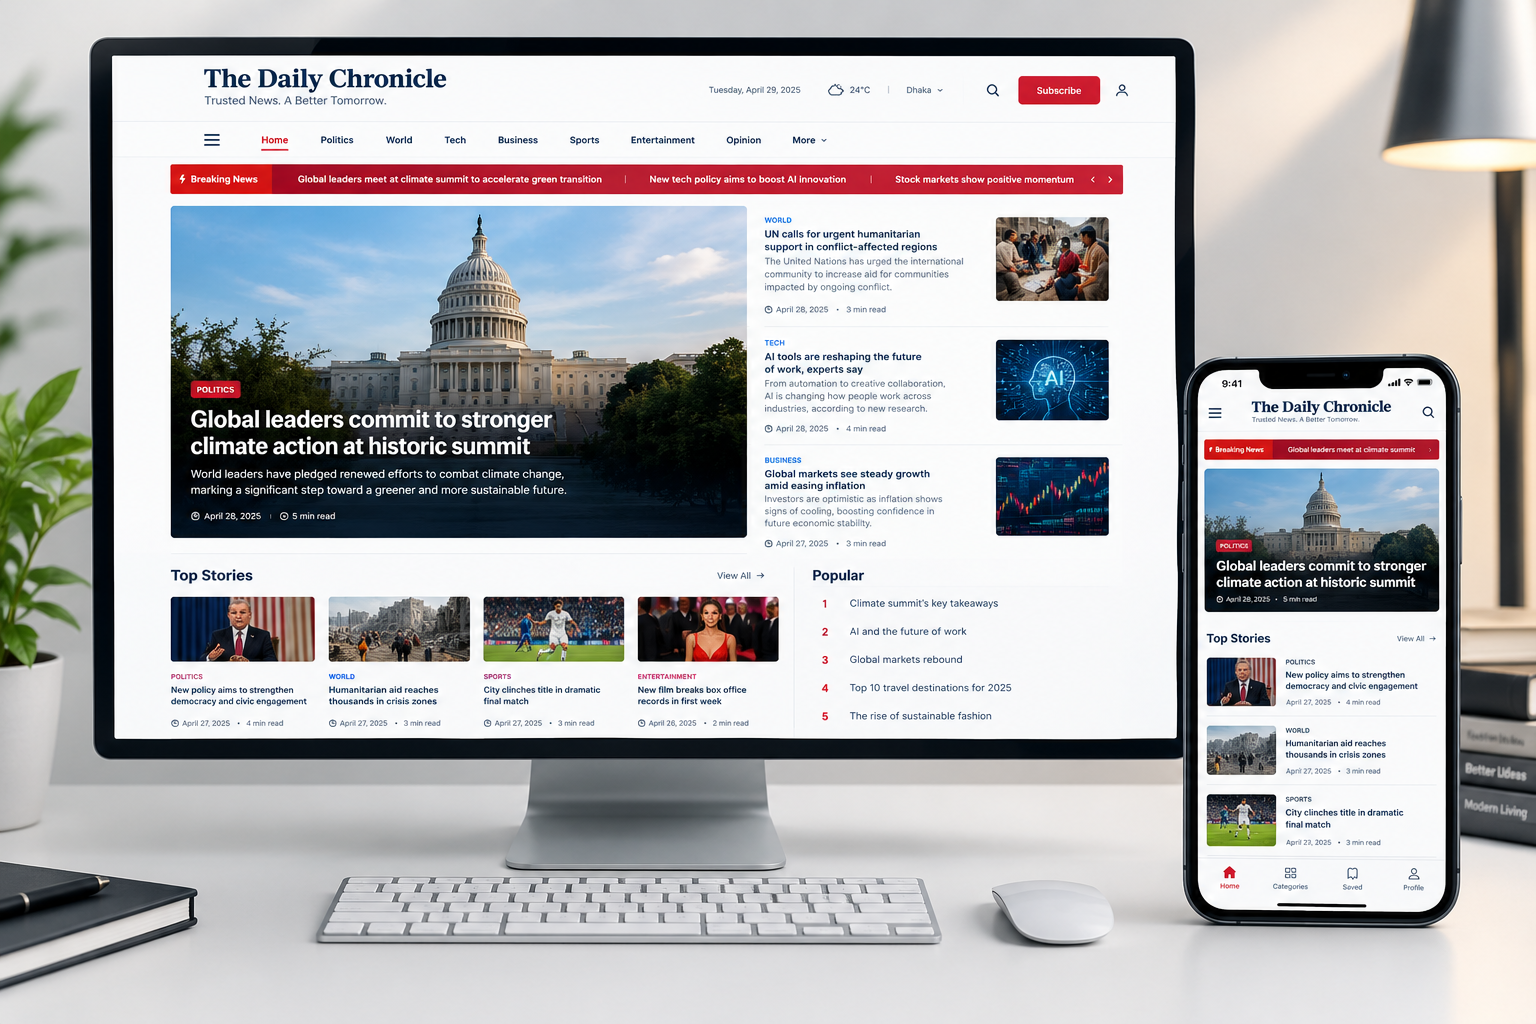 The Daily Chronicle
Trusted News. A Better Tomorrow.
Tuesday, April 29, 2025
24°C
Dhaka
Subscribe
Home Politics World Tech Business Sports Entertainment Opinion More
Breaking News
Global leaders meet at climate summit to accelerate green transition
New tech policy aims to boost AI innovation
Stock markets show positive momentum
POLITICS
Global leaders commit to stronger
climate action at historic summit
World leaders have pledged renewed efforts to combat climate change,
marking a significant step toward a greener and more sustainable future.
April 28, 2025 5 min read
WORLD
UN calls for urgent humanitarian
support in conflict-affected regions
The United Nations has urged the international
community to increase aid for communities
impacted by ongoing conflict.
April 28, 2025 • 3 min read
TECH
AI tools are reshaping the future
of work, experts say
From automation to creative collaboration,
AI is changing how people work across
industries, according to new research.
April 28, 2025 • 4 min read
AI
BUSINESS
Global markets see steady growth
amid easing inflation
Investors are optimistic as inflation shows
signs of cooling, boosting confidence in
future economic stability.
April 27, 2025 • 3 min read
Top Stories
View All →
POLITICS
New policy aims to strengthen
democracy and civic engagement
April 27, 2025 • 4 min read
WORLD
Humanitarian aid reaches
thousands in crisis zones
April 27, 2025 • 3 min read
SPORTS
City clinches title in dramatic
final match
April 27, 2025 • 3 min read
ENTERTAINMENT
New film breaks box office
records in first week
April 26, 2025 • 2 min read
Popular
1 Climate summit's key takeaways
2 AI and the future of work
3 Global markets rebound
4 Top 10 travel destinations for 2025
5 The rise of sustainable fashion
9:41
The Daily Chronicle
Trusted News. A Better Tomorrow.
Breaking News
Global leaders meet at climate summit
POLITICS
Global leaders commit to stronger
climate action at historic summit
April 28, 2025 • 5 min read
Top Stories
View All →
POLITICS
New policy aims to strengthen
democracy and civic engagement
April 27, 2025 • 4 min read
WORLD
Humanitarian aid reaches
thousands in crisis zones
April 27, 2025 • 3 min read
SPORTS
City clinches title in dramatic
final match
April 23, 2025 • 3 min read
Home Categories Saved Profile
Better Udess
Modern Living